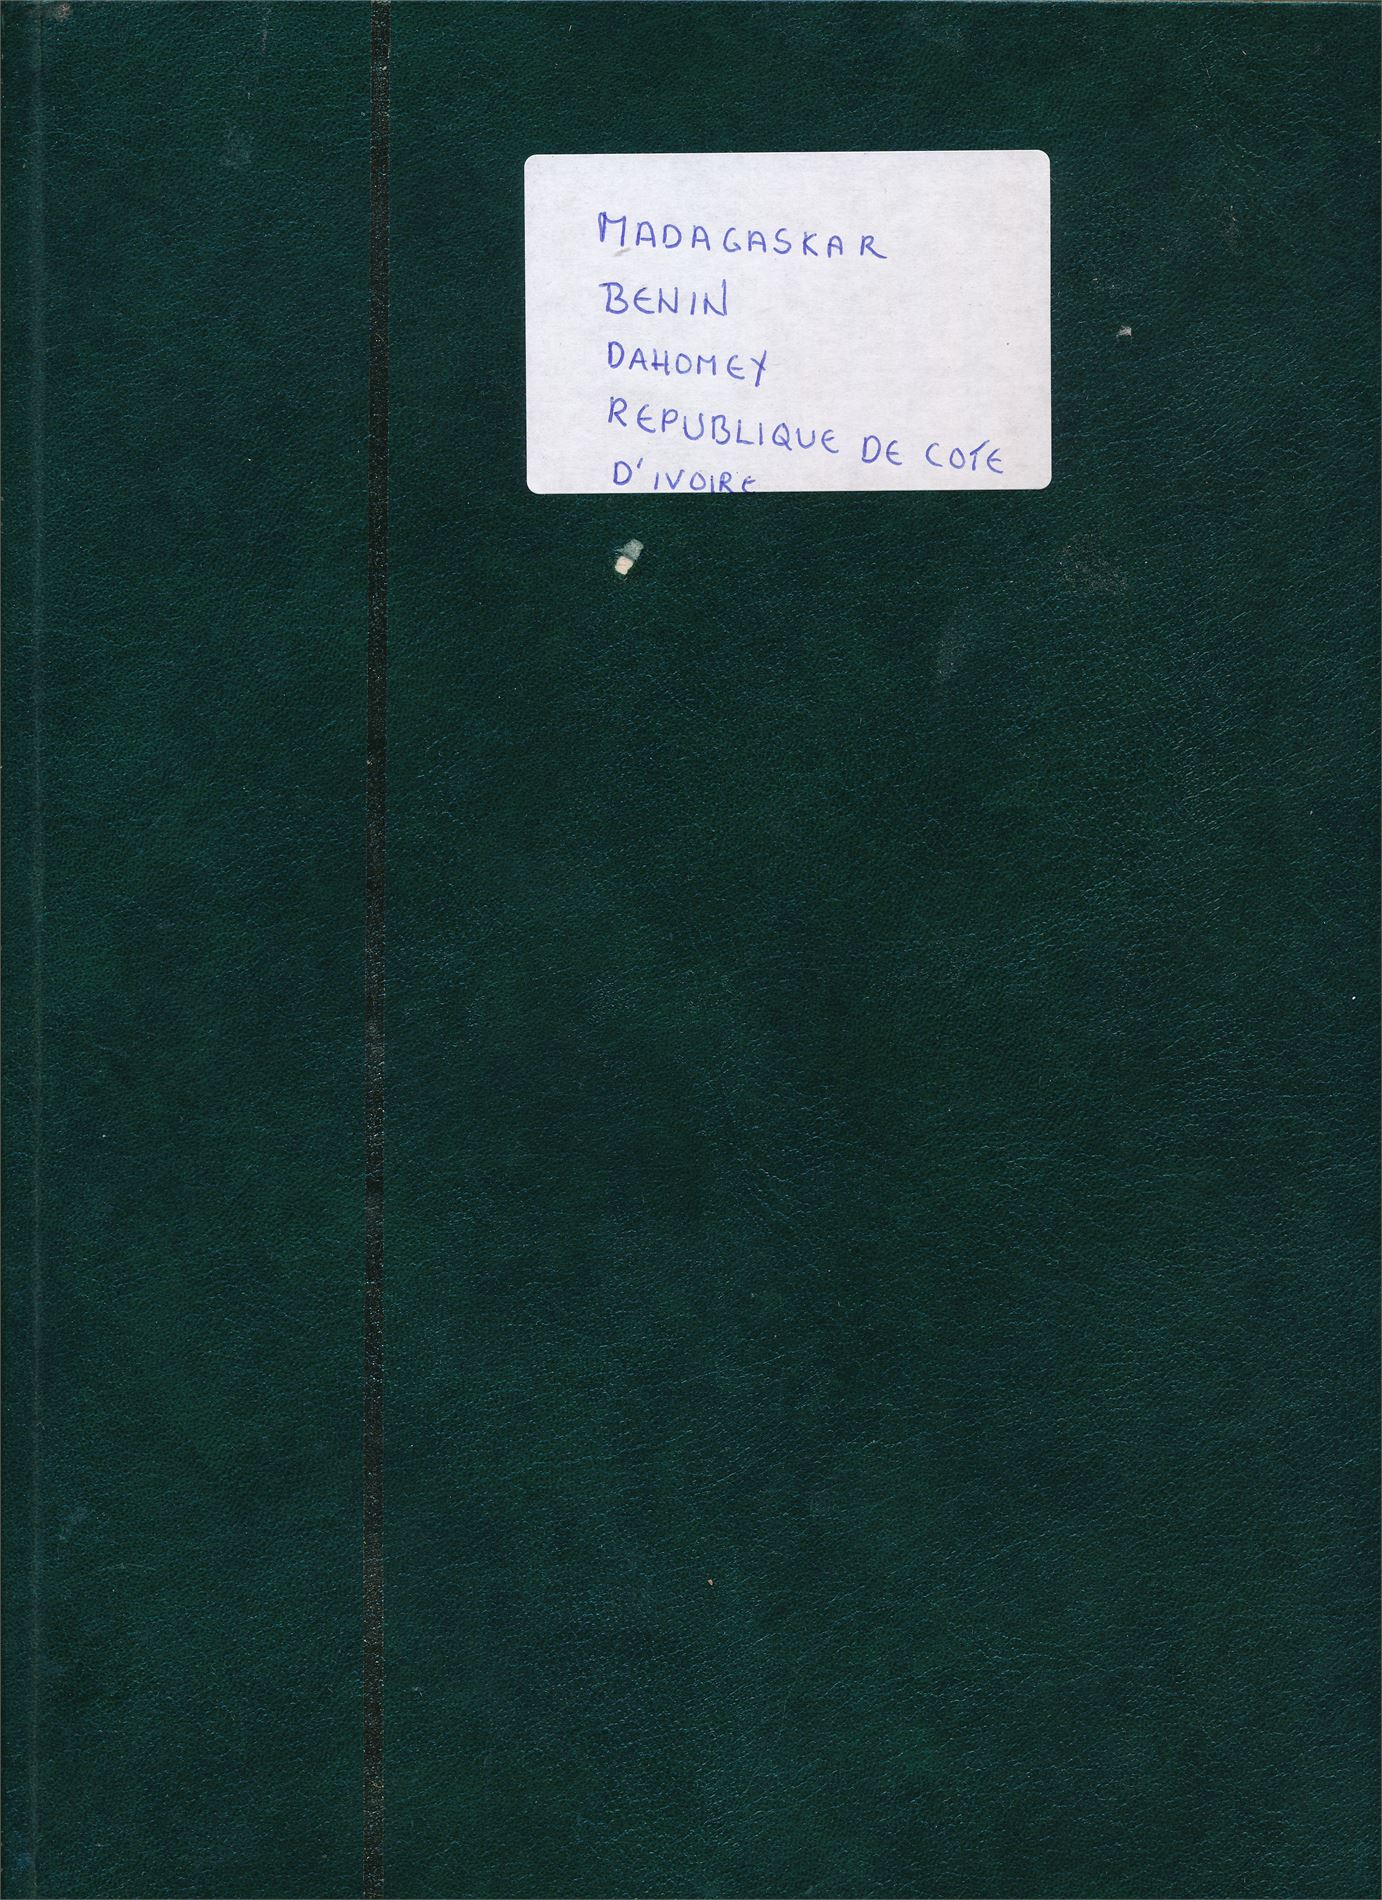 MADAGASKAR
BENIN
DAHOMEY
REPUBLIQUE DE COTE
D'IVOIRE